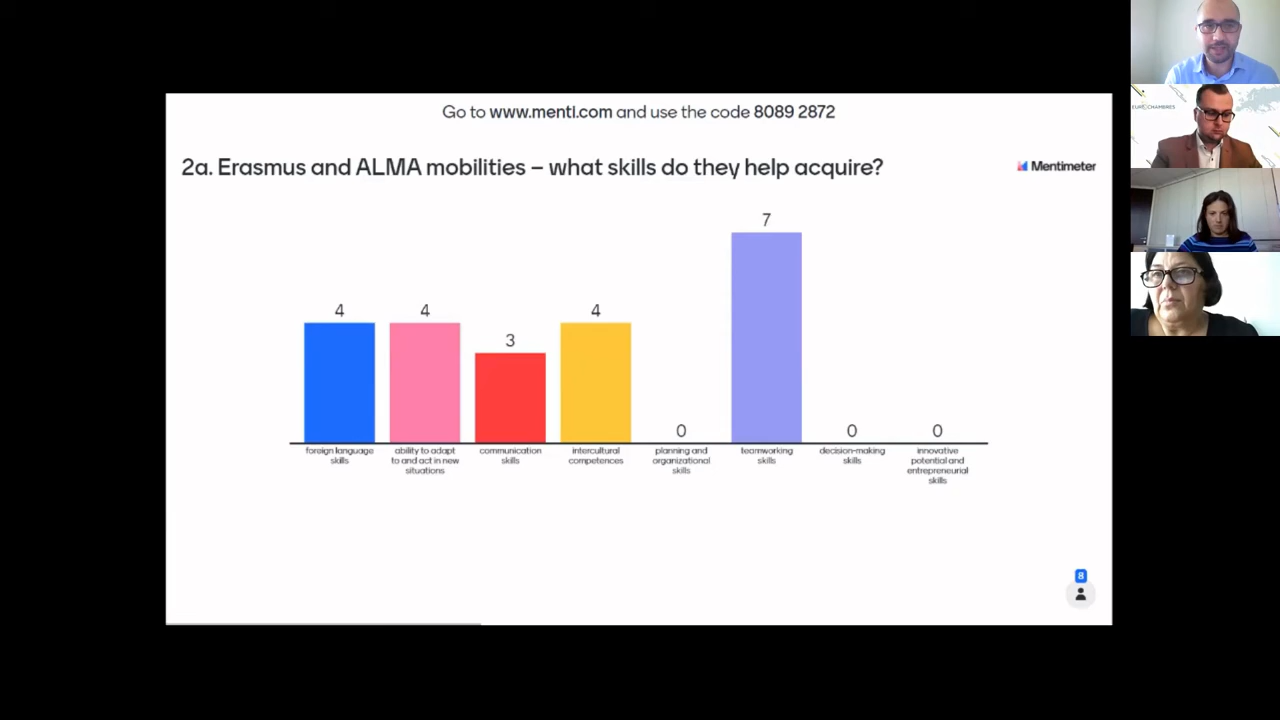 Go to www.menti.com and use the code 8089 2872
2a. Erasmus and ALMA mobilities – what skills do they help acquire?
Mentimeter
7
4
4
4
3
0
0
0
foreign language
skills
ability to adapt
to and act in new
situations
communication
skills
intercultural
competences
planning and
organizational
skills
teamworking
skills
decision-making
skills
innovative
potential and
entrepreneurial
skills
8
EUROCHAMBRES